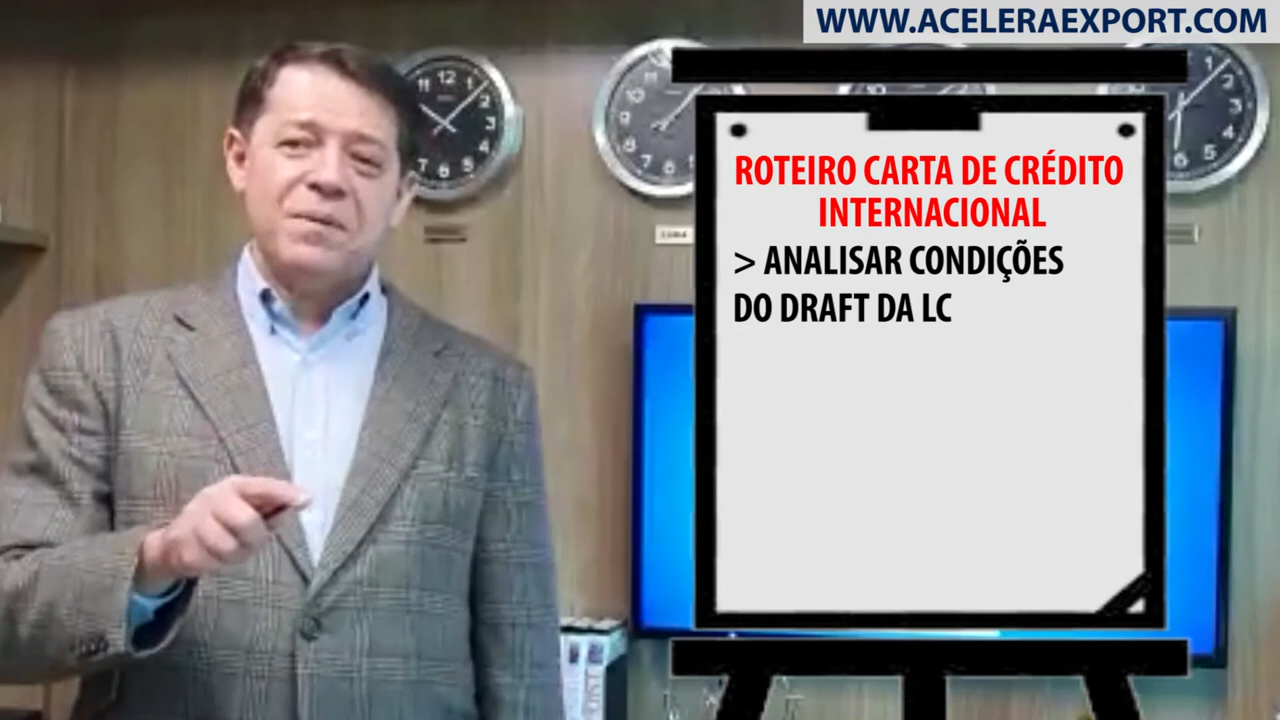 WWW.ACELERAEXPORT.COM
ROTEIRO CARTA DE CRÉDITO
INTERNACIONAL
> ANALISAR CONDIÇÕES
DO DRAFT DA LC